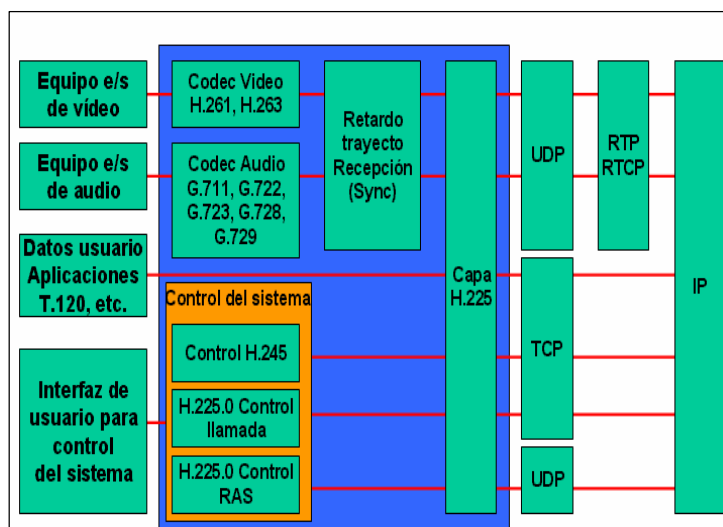 Equipo e/s
de vídeo
Codec Video
H.261, H.263
Retardo
trayecto
Recepción
(Sync)
UDP
RTP
RTCP
Equipo e/s
de audio
Codec Audio
G.711, G.722,
G.723, G.728,
G.729
Datos usuario
Aplicaciones
T.120, etc.
Capa
H.225
IP
Control del sistema
Control H.245
TCP
Interfaz de
usuario para
control
del sistema
H.225.0 Control
llamada
H.225.0 Control
RAS
UDP